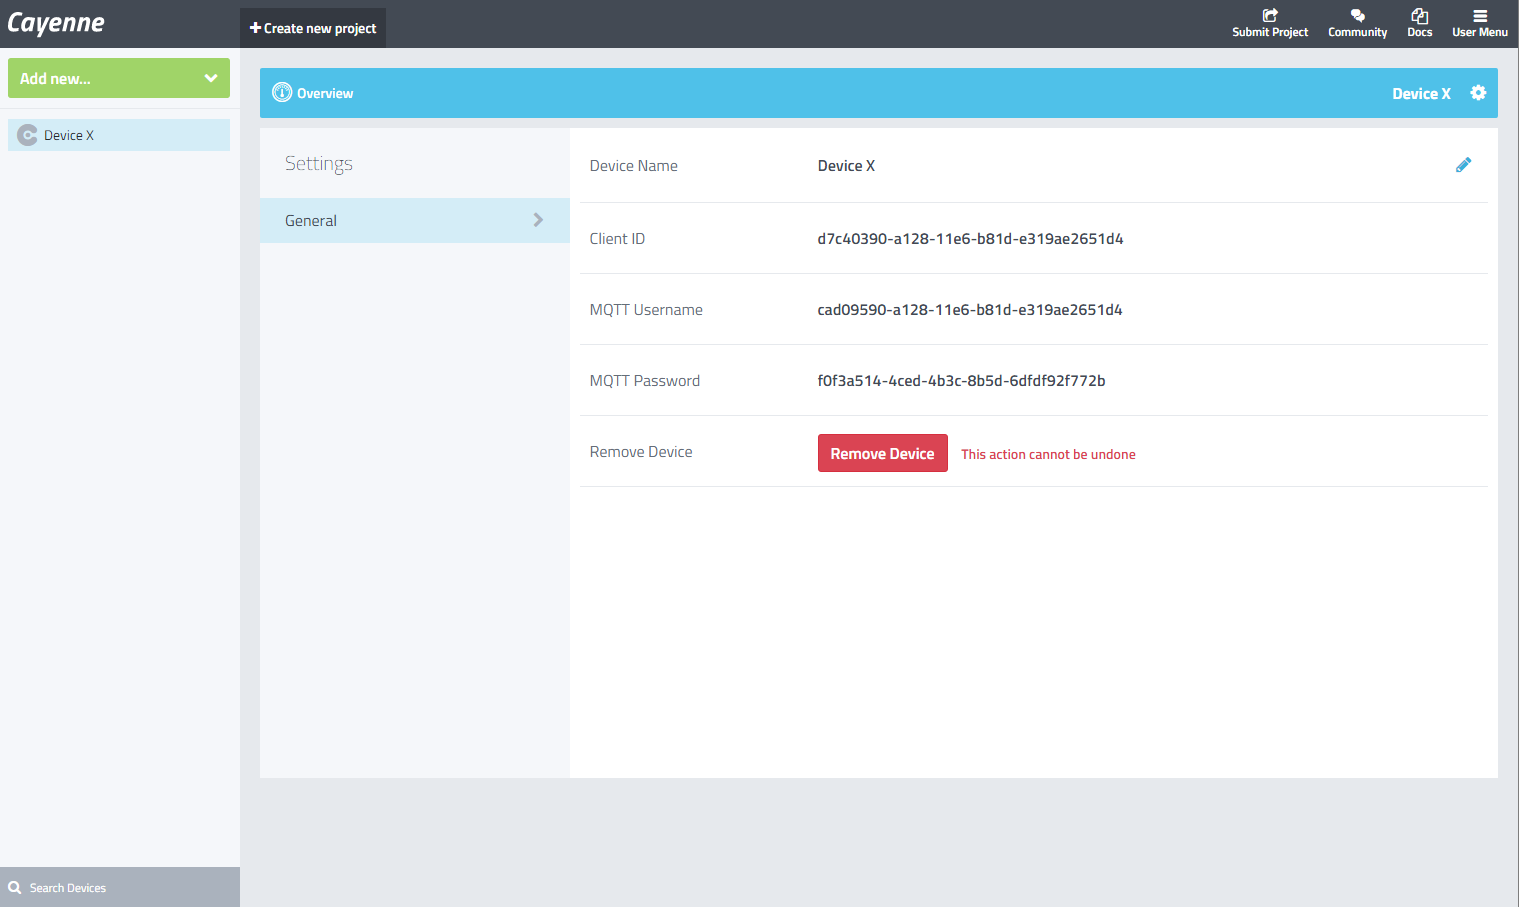 Cayenne
Create new project
Submit Project
Community
Docs
User Menu
Add new...
Device X
Overview
Device X
Settings
General
Device Name
Device X
Client ID
d7c40390-a128-11e6-b81d-e319ae2651d4
MQTT Username
cad09590-a128-11e6-b81d-e319ae2651d4
MQTT Password
f0f3a514-4ced-4b3c-8b5d-6dfdf92f772b
Remove Device
Remove Device
This action cannot be undone
Search Devices